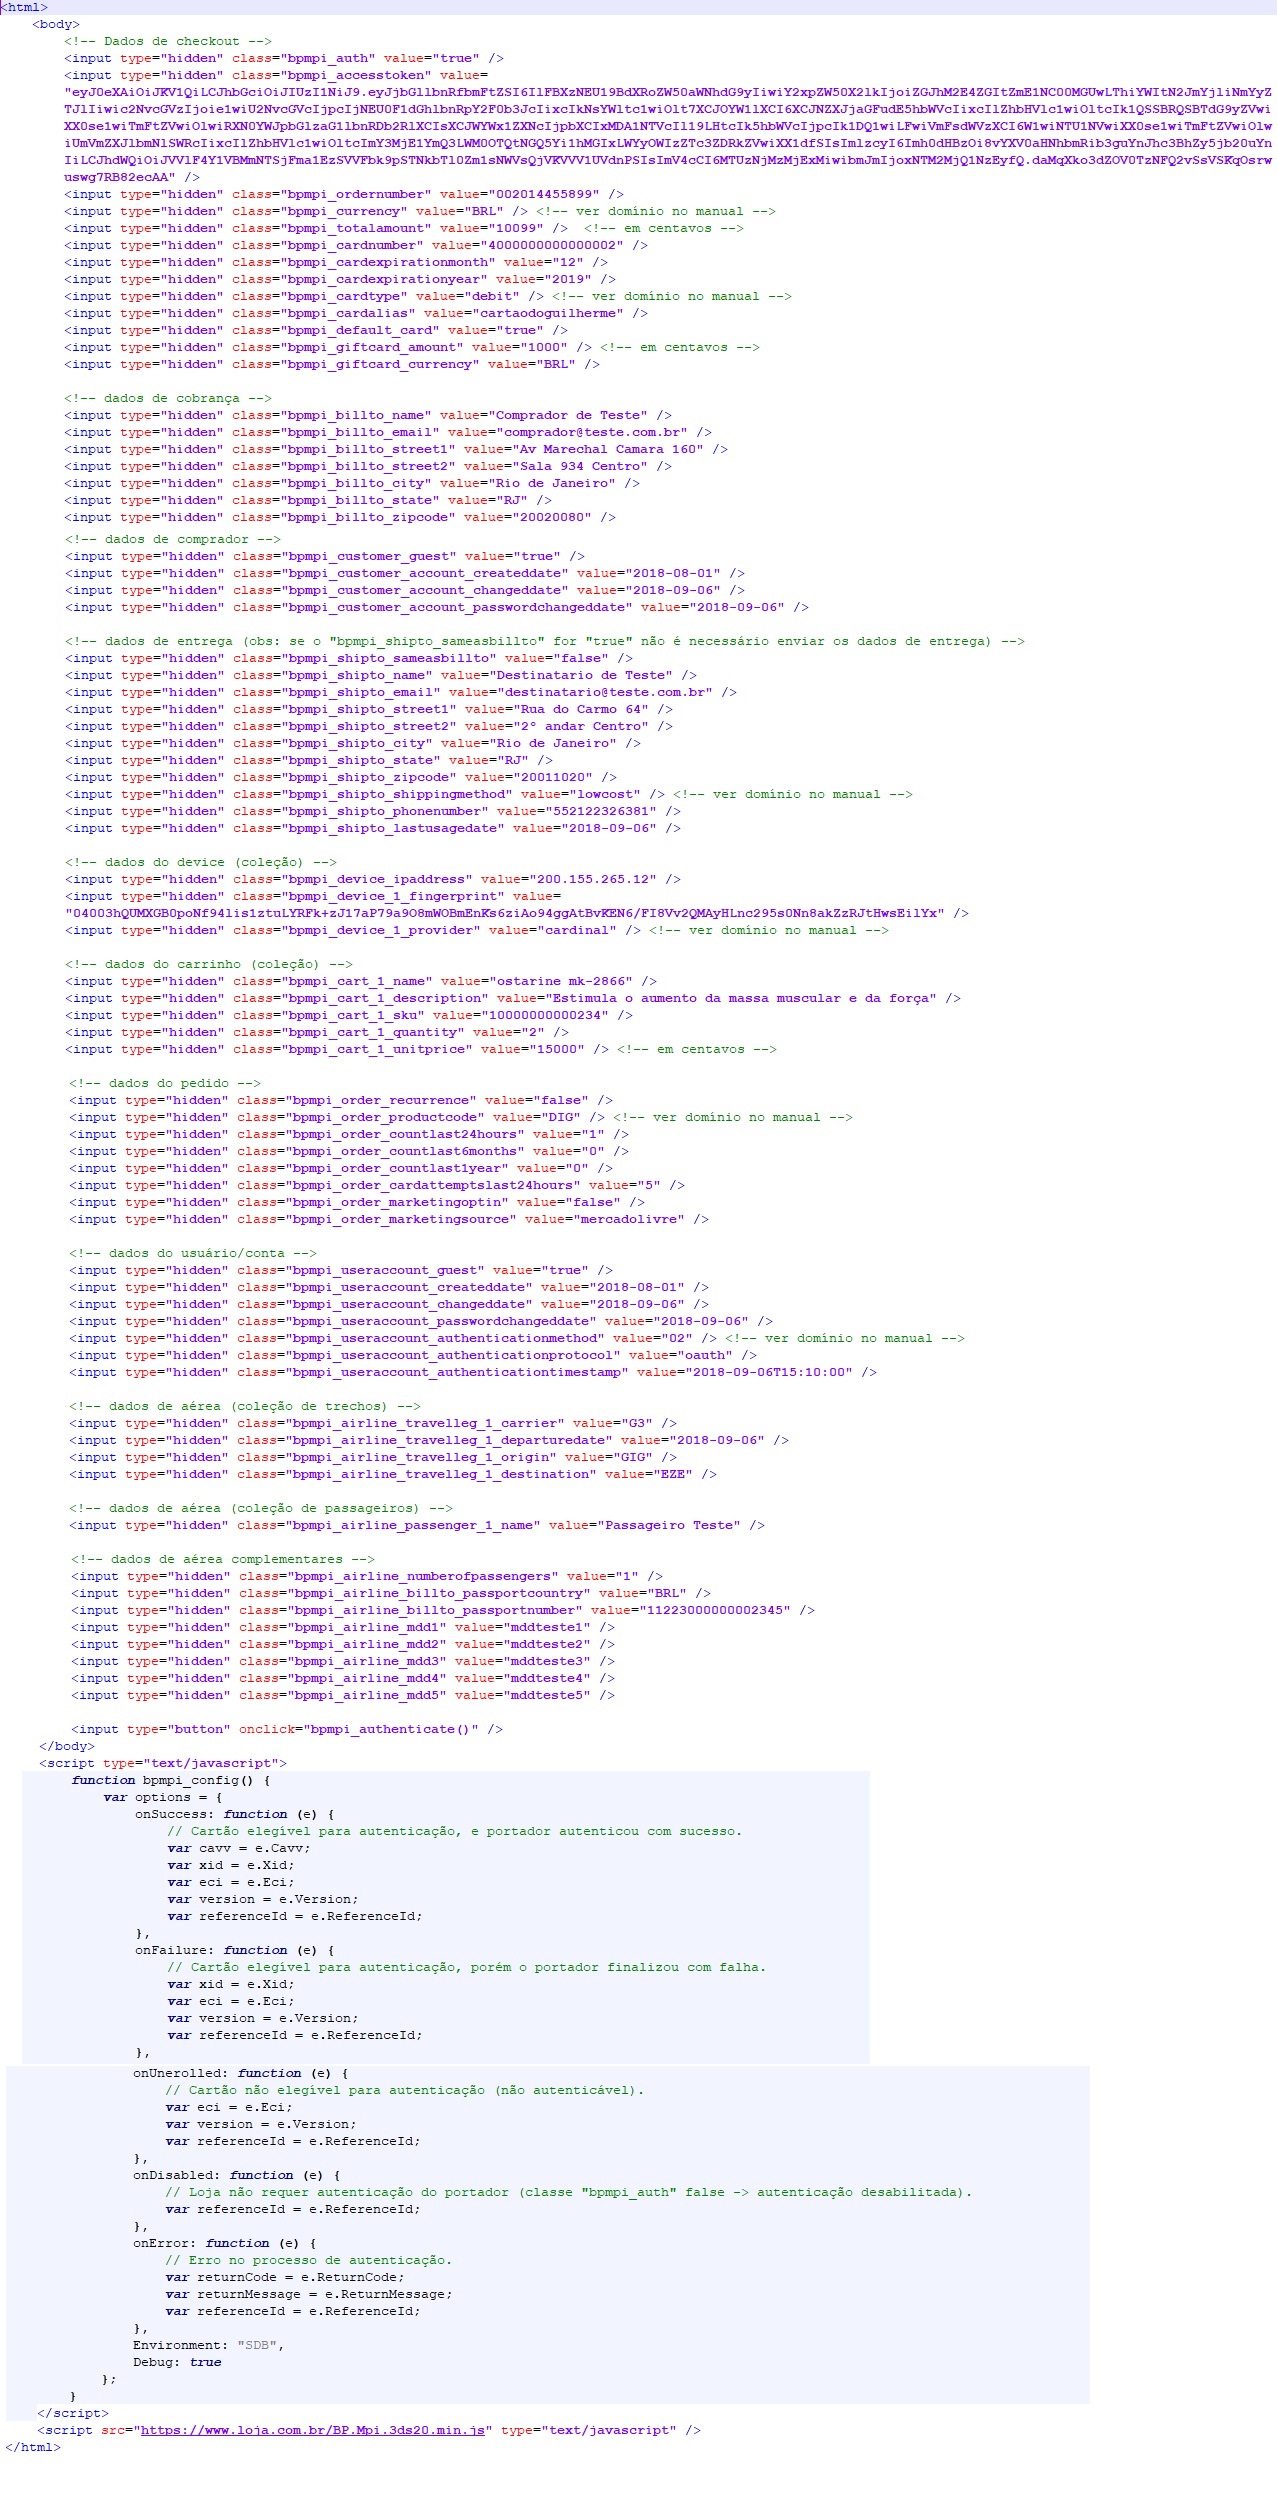 <html>
<body>
<!-- Dados de checkout -->
<input type="hidden" class="bpmpi_auth" value="true" />
<input type="hidden" class="bpmpi_accesstoken" value=
<input type="hidden" class="bpmpi_ordernumber" value="002014455899" />
<input type="hidden" class="bpmpi_currency" value="BRL" /> <!-- ver domínio no manual -->
<input type="hidden" class="bpmpi_totalamount" value="10099" />  <!-- em centavos -->
<input type="hidden" class="bpmpi_cardnumber" value="4000000000000002" />
<input type="hidden" class="bpmpi_cardexpirationmonth" value="12" />
<input type="hidden" class="bpmpi_cardexpirationyear" value="2019" />
<input type="hidden" class="bpmpi_cardtype" value="debit" /> <!-- ver domínio no manual -->
<input type="hidden" class="bpmpi_cardalias" value="cartaodoguilherme" />
<input type="hidden" class="bpmpi_default_card" value="true" />
<input type="hidden" class="bpmpi_giftcard_amount" value="1000" /> <!-- em centavos -->
<input type="hidden" class="bpmpi_giftcard_currency" value="BRL" />
<!-- dados de cobrança -->
<input type="hidden" class="bpmpi_billto_name" value="Comprador de Teste" />
<input type="hidden" class="bpmpi_billto_email" value="comprador@teste.com.br" />
<input type="hidden" class="bpmpi_billto_street1" value="Av Marechal Camara 160" />
<input type="hidden" class="bpmpi_billto_street2" value="Sala 934 Centro" />
<input type="hidden" class="bpmpi_billto_city" value="Rio de Janeiro" />
<input type="hidden" class="bpmpi_billto_state" value="RJ" />
<input type="hidden" class="bpmpi_billto_zipcode" value="20020080" />
<!-- dados de comprador -->
<input type="hidden" class="bpmpi_customer_guest" value="true" />
<input type="hidden" class="bpmpi_customer_account_createddate" value="2018-08-01" />
<input type="hidden" class="bpmpi_customer_account_changeddate" value="2018-09-06" />
<input type="hidden" class="bpmpi_customer_account_passwordchangeddate" value="2018-09-06" />
<!-- dados de entrega (obs: se o "bpmpi_shipto_sameasbillto" for "true" não é necessário enviar os dados de entrega) -->
<input type="hidden" class="bpmpi_shipto_sameasbillto" value="false" />
<input type="hidden" class="bpmpi_shipto_name" value="Destinatario de Teste" />
<input type="hidden" class="bpmpi_shipto_email" value="destinatario@teste.com.br" />
<input type="hidden" class="bpmpi_shipto_street1" value="Rua do Carmo 64" />
<input type="hidden" class="bpmpi_shipto_street2" value="2º andar Centro" />
<input type="hidden" class="bpmpi_shipto_city" value="Rio de Janeiro" />
<input type="hidden" class="bpmpi_shipto_state" value="RJ" />
<input type="hidden" class="bpmpi_shipto_zipcode" value="20011020" />
<input type="hidden" class="bpmpi_shipto_shippingmethod" value="lowcost" /> <!-- ver domínio no manual -->
<input type="hidden" class="bpmpi_shipto_phonenumber" value="552122326381" />
<input type="hidden" class="bpmpi_shipto_lastusagedate" value="2018-09-06" />
<!-- dados do device (coleção) -->
<input type="hidden" class="bpmpi_device_ipaddress" value="200.155.265.12" />
<input type="hidden" class="bpmpi_device_1_fingerprint" value=
<input type="hidden" class="bpmpi_device_1_provider" value="cardinal" /> <!-- ver domínio no manual -->
<!-- dados do carrinho (coleção) -->
<input type="hidden" class="bpmpi_cart_1_name" value="ostarine mk-2866" />
<input type="hidden" class="bpmpi_cart_1_description" value="Estimula o aumento da massa muscular e da força" />
<input type="hidden" class="bpmpi_cart_1_sku" value="10000000000234" />
<input type="hidden" class="bpmpi_cart_1_quantity" value="2" />
<input type="hidden" class="bpmpi_cart_1_unitprice" value="15000" /> <!-- em centavos -->
<!-- dados do pedido -->
<input type="hidden" class="bpmpi_order_recurrence" value="false" />
<input type="hidden" class="bpmpi_order_productcode" value="DIG" /> <!-- ver domínio no manual -->
<input type="hidden" class="bpmpi_order_countlast24hours" value="1" />
<input type="hidden" class="bpmpi_order_countlast6months" value="0" />
<input type="hidden" class="bpmpi_order_countlast1year" value="0" />
<input type="hidden" class="bpmpi_order_cardattemptslast24hours" value="5" />
<input type="hidden" class="bpmpi_order_marketingoptin" value="false" />
<input type="hidden" class="bpmpi_order_marketingsource" value="mercadolivre" />
<!-- dados do usuário/conta -->
<input type="hidden" class="bpmpi_useraccount_guest" value="true" />
<input type="hidden" class="bpmpi_useraccount_createddate" value="2018-08-01" />
<input type="hidden" class="bpmpi_useraccount_changeddate" value="2018-09-06" />
<input type="hidden" class="bpmpi_useraccount_passwordchangeddate" value="2018-09-06" />
<input type="hidden" class="bpmpi_useraccount_authenticationmethod" value="02" /> <!-- ver domínio no manual -->
<input type="hidden" class="bpmpi_useraccount_authenticationprotocol" value="oauth" />
<input type="hidden" class="bpmpi_useraccount_authenticationtimestamp" value="2018-09-06T15:10:00" />
<!-- dados de aérea (coleção de trechos) -->
<input type="hidden" class="bpmpi_airline_travelleg_1_carrier" value="G3" />
<input type="hidden" class="bpmpi_airline_travelleg_1_departuredate" value="2018-09-06" />
<input type="hidden" class="bpmpi_airline_travelleg_1_origin" value="GIG" />
<input type="hidden" class="bpmpi_airline_travelleg_1_destination" value="EZE" />
<!-- dados de aérea (coleção de passageiros) -->
<input type="hidden" class="bpmpi_airline_passenger_1_name" value="Passageiro Teste" />
<!-- dados de aérea complementares -->
<input type="hidden" class="bpmpi_airline_numberofpassengers" value="1" />
<input type="hidden" class="bpmpi_airline_billto_passportcountry" value="BRL" />
<input type="hidden" class="bpmpi_airline_billto_passportnumber" value="11223000000002345" />
<input type="hidden" class="bpmpi_airline_mdd1" value="mddteste1" />
<input type="hidden" class="bpmpi_airline_mdd2" value="mddteste2" />
<input type="hidden" class="bpmpi_airline_mdd3" value="mddteste3" />
<input type="hidden" class="bpmpi_airline_mdd4" value="mddteste4" />
<input type="hidden" class="bpmpi_airline_mdd5" value="mddteste5" />
<input type="button" onclick="bpmpi_authenticate()" />
</body>
<script type="text/javascript">
function bpmpi_config() {
var options = {
onSuccess: function (e) {
// Cartão elegível para autenticação, e portador autenticou com sucesso.
var cavv = e.Cavv;
var xid = e.Xid;
var eci = e.Eci;
var version = e.Version;
var referenceId = e.ReferenceId;
},
onFailure: function (e) {
// Cartão elegível para autenticação, porém o portador finalizou com falha.
var xid = e.Xid;
var eci = e.Eci;
var version = e.Version;
var referenceId = e.ReferenceId;
},
onUnerolled: function (e) {
// Cartão não elegível para autenticação (não autenticável).
var eci = e.Eci;
var version = e.Version;
var referenceId = e.ReferenceId;
},
onDisabled: function (e) {
// Loja não requer autenticação do portador (classe "bpmpi_auth" false -> autenticação desabilitada).
var referenceId = e.ReferenceId;
},
onError: function (e) {
// Erro no processo de autenticação.
var returnCode = e.ReturnCode;
var returnMessage = e.ReturnMessage;
var referenceId = e.ReferenceId;
},
Environment: "SDB",
Debug: true
};
}
</script>
<script src="https://www.loja.com.br/BP.Mpi.3ds20.min.js" type="text/javascript" />
</html>